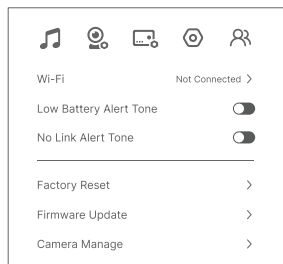 Wi-Fi Not Connected >
Low Battery Alert Tone
No Link Alert Tone
Factory Reset >
Firmware Update >
Camera Manage >